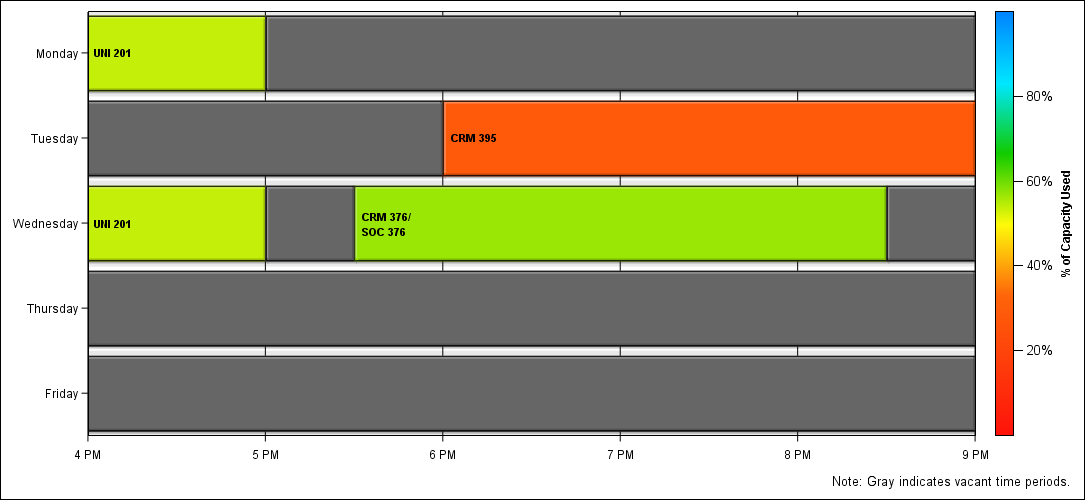 Monday
UNI 201
Tuesday
CRM 395
80%
Wednesday
UNI 201
CRM 376/
SOC 376
60%
% of Capacity Used
40%
Thursday
20%
Friday
4 PM 5 PM 6 PM 7 PM 8 PM 9 PM
Note: Gray indicates vacant time periods.